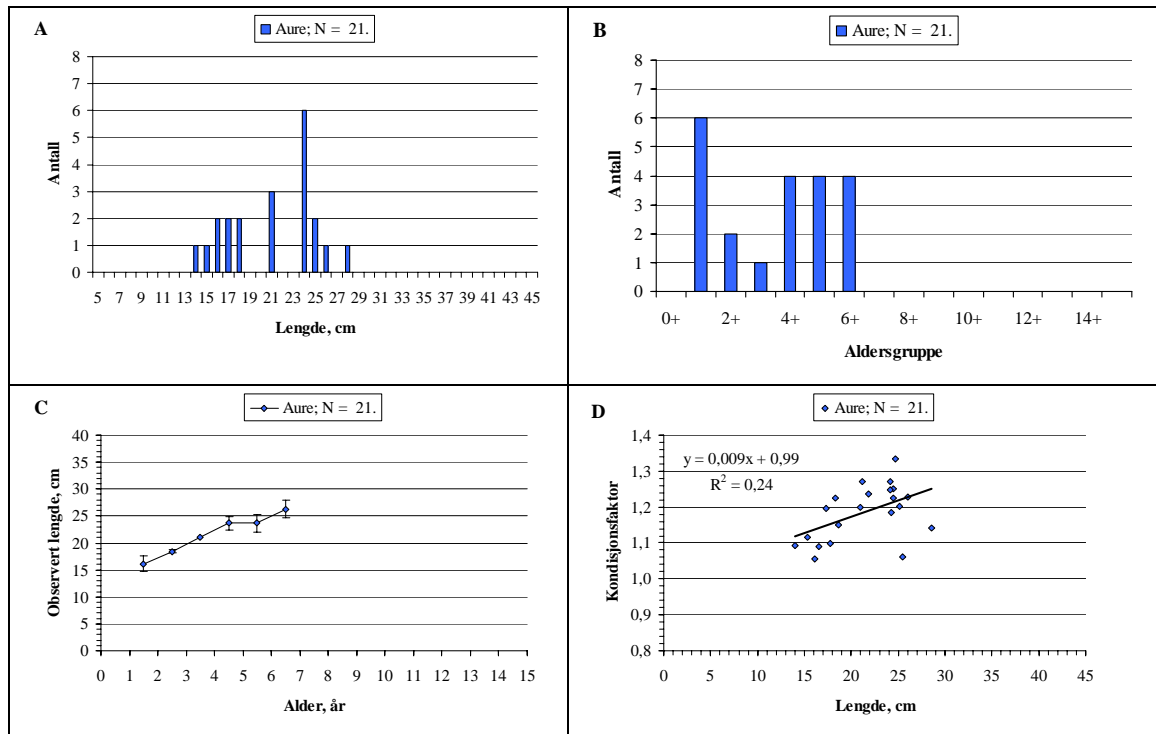 A
Aure; N = 21.
8
7
6
5
4
3
2
1
0
Antall
5 7 9 11 13 15 17 19 21 23 25 27 29 31 33 35 37 39 41 43 45
Lengde, cm
B
Aure; N = 21.
8
7
6
5
4
3
2
1
0
Antall
0+ 2+ 4+ 6+ 8+ 10+ 12+ 14+
Aldersgruppe
C
Aure; N = 21.
40
35
30
25
20
15
10
5
0
Observert lengde, cm
0 1 2 3 4 5 6 7 8 9 10 11 12 13 14 15
Alder, år
D
Aure; N = 21.
1,4
1,3
1,2
1,1
1,0
0,9
0,8
Kondisjonsfaktor
y = 0,009x + 0,99
R² = 0,24
0 5 10 15 20 25 30 35 40 45
Lengde, cm